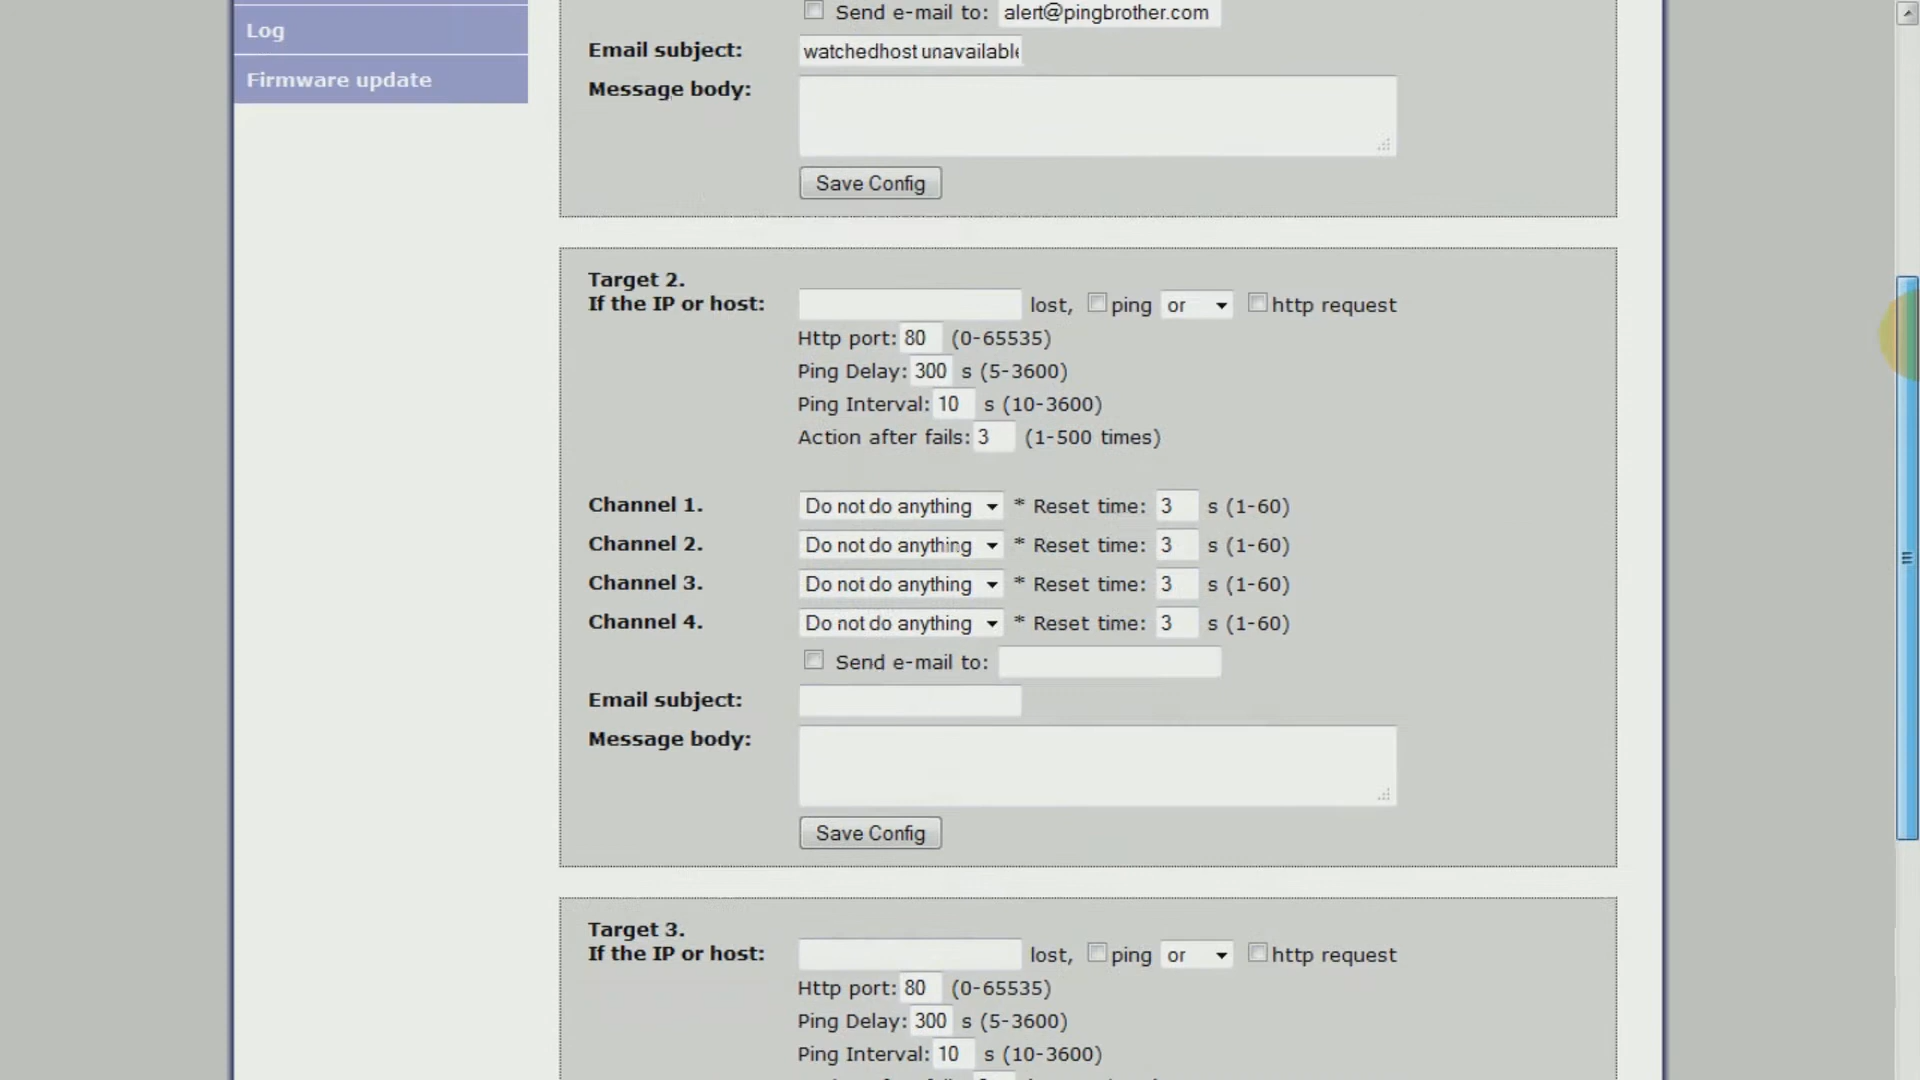 Log
Firmware update
Send e-mail to: alert@pingbrother.com
Email subject: watchedhost unavailable
Message body:
Save Config
Target 2.
If the IP or host: lost, ping or http request
Http port: 80 (0-65535)
Ping Delay: 300 s (5-3600)
Ping Interval: 10 s (10-3600)
Action after fails: 3 (1-500 times)
Channel 1. Do not do anything * Reset time: 3 s (1-60)
Channel 2. Do not do anything * Reset time: 3 s (1-60)
Channel 3. Do not do anything * Reset time: 3 s (1-60)
Channel 4. Do not do anything * Reset time: 3 s (1-60)
Send e-mail to:
Email subject:
Message body:
Save Config
Target 3.
If the IP or host: lost, ping or http request
Http port: 80 (0-65535)
Ping Delay: 300 s (5-3600)
Ping Interval: 10 s (10-3600)